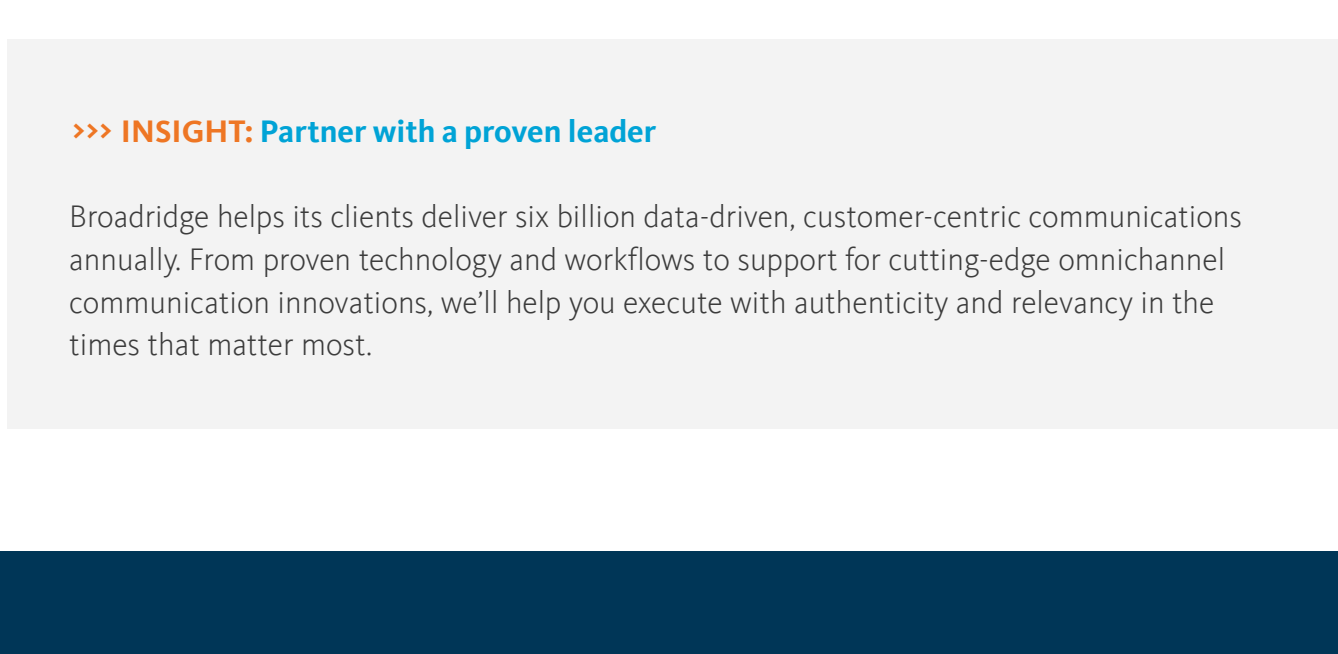 >>> INSIGHT: Partner with a proven leader
Broadridge helps its clients deliver six billion data-driven, customer-centric communications
annually. From proven technology and workflows to support for cutting-edge omnichannel
communication innovations, we’ll help you execute with authenticity and relevancy in the
times that matter most.